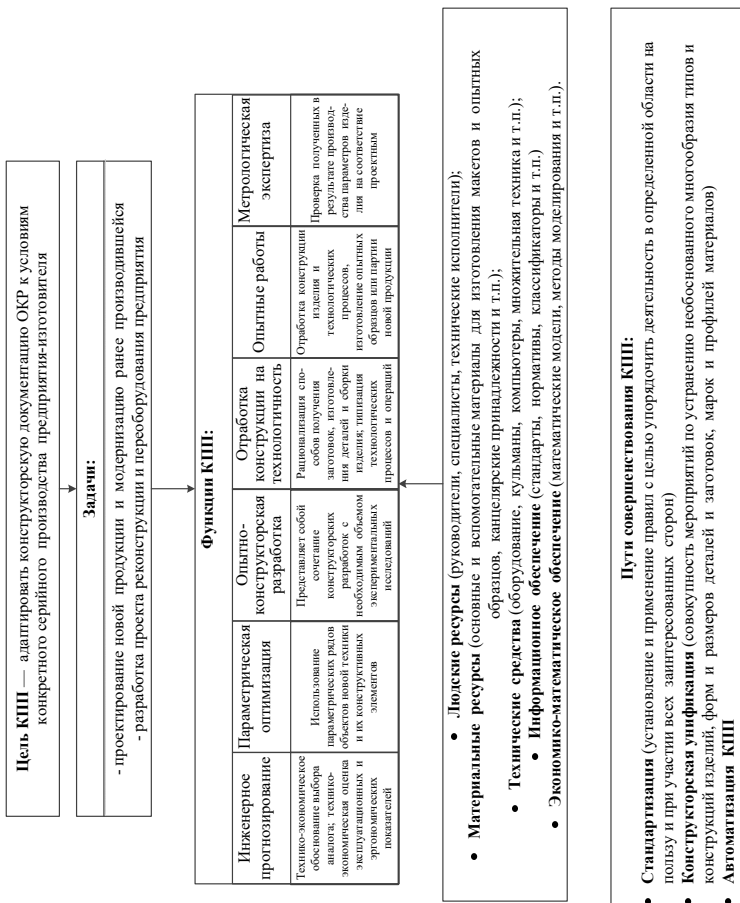 Цель КПП — адаптировать конструкторскую документацию ОКР к условиям
конкретного серийного производства предприятия-изготовителя
Задачи:
- проектирование новой продукции и модернизацию ранее производившейся
- разработка проекта реконструкции и переоборудования предприятия
Функции КПП:
Инженерное
прогнозирование
Технико-экономическое
обоснование выбора
аналога; технико-
экономическая оценка
эксплуатационных и
эргономических
показателей
Параметрическая
оптимизация
Использование
параметрических рядов
объектов новой техники
и их конструктивных
элементов
Опытно-
конструкторская
разработка
Представляет собой
сочетание
конструкторских
разработок с
необходимым объемом
экспериментальных
исследований
Отработка
конструкции на
технологичность
Рационализация спо-
собов получения
заготовок, изготовле-
ния деталей и сборки
изделия; типизация
технологических
процессов и операций
Опытные работы
Отработка конструкции
изделия и
технологических
процессов,
изготовление опытных
образцов или партии
новой продукции
Метрологическая
экспертиза
Проверка полученных в
результате производ-
ства параметров изде-
лия на соответствие
проектным
• Людские ресурсы (руководители, специалисты, технические исполнители);
• Материальные ресурсы (основные и вспомогательные материалы для изготовления макетов и опытных
образцов, канцелярские принадлежности и т.п.);
• Технические средства (оборудование, кульманы, компьютеры, множительная техника и т.п.);
• Информационное обеспечение (стандарты, нормативы, классификаторы и т.п.)
• Экономико-математическое обеспечение (математические модели, методы моделирования и т.п.).
Пути совершенствования КПП:
• Стандартизация (установление и применение правил с целью упорядочить деятельность в определенной области на
пользу и при участии всех заинтересованных сторон)
• Конструкторская унификация (совокупность мероприятий по устранению необоснованного многообразия типов и
конструкций изделий, форм и размеров деталей и заготовок, марок и профилей материалов)
• Автоматизация КПП